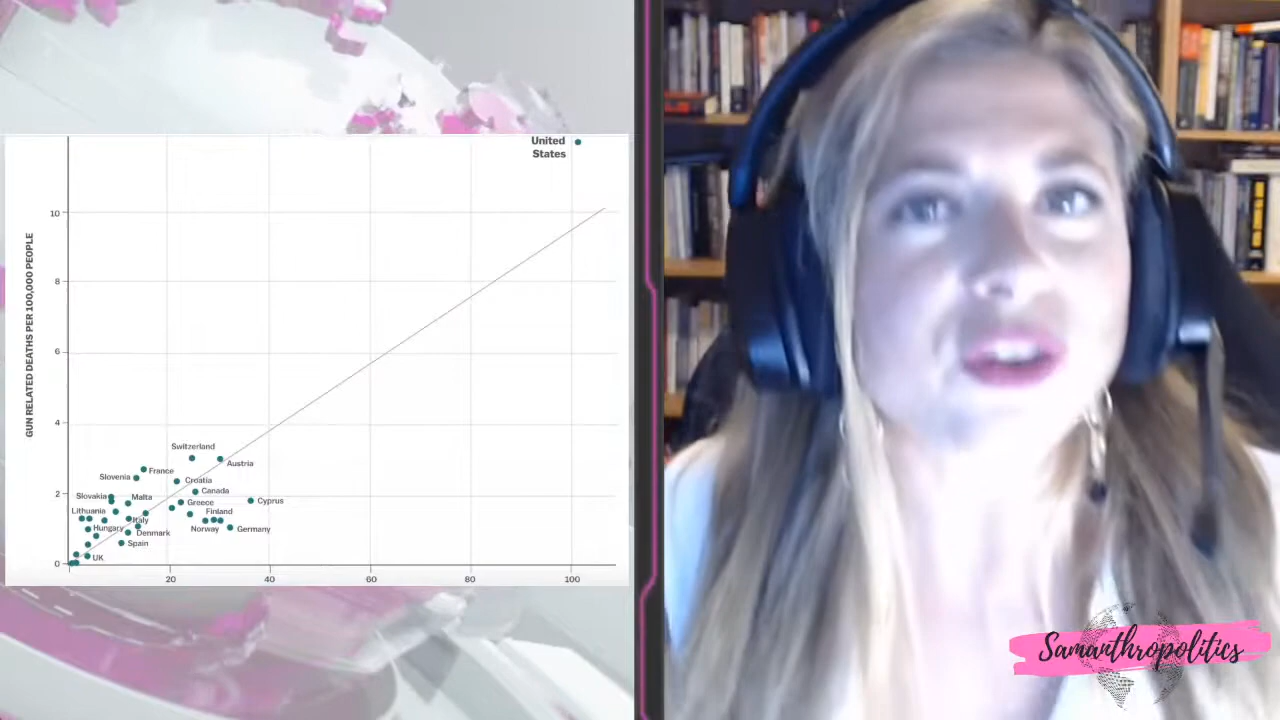 United
States
GUN RELATED DEATHS PER 100,000 PEOPLE
10
8
6
4
2
0
Switzerland
Austria
France
Slovenia
Croatia
Canada
Slovakia
Malta
Greece
Cyprus
Lithuania
Italy
Finland
Hungary
Denmark
Norway
Germany
Spain
UK
20
40
60
80
100
Samanthropolitics